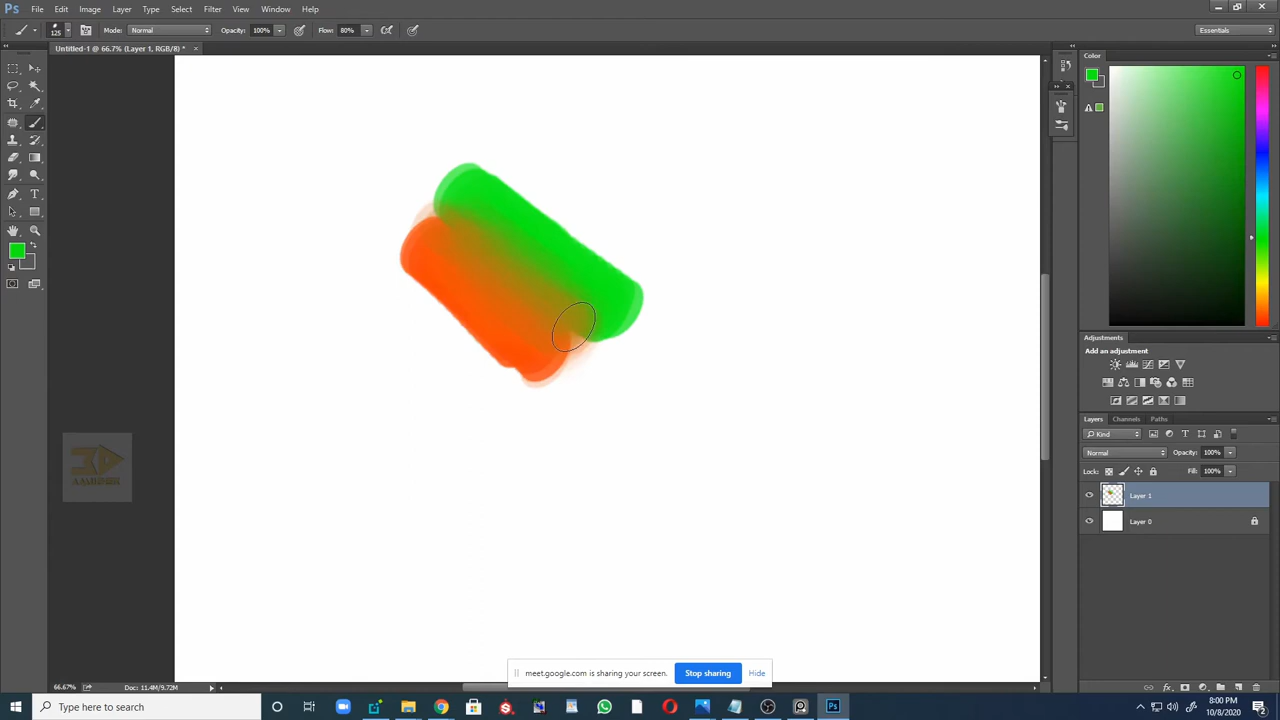 Ps File Edit Image Layer Type Select Filter View Window Help
125 Mode: Normal Opacity: 100% Flow: 80% Essentials
Untitled-1 @ 66.7% (Layer 1, RGB/8) * ×
Color
Adjustments
Add an adjustment
Layers Channels Paths
Kind
Normal Opacity: 100%
Lock: Fill: 100%
Layer 1
Layer 0
3D
AMIDEK
meet.google.com is sharing your screen. Stop sharing Hide
66.67% Doc: 11.4M/9.72M
Type here to search
8:00 PM
10/8/2020